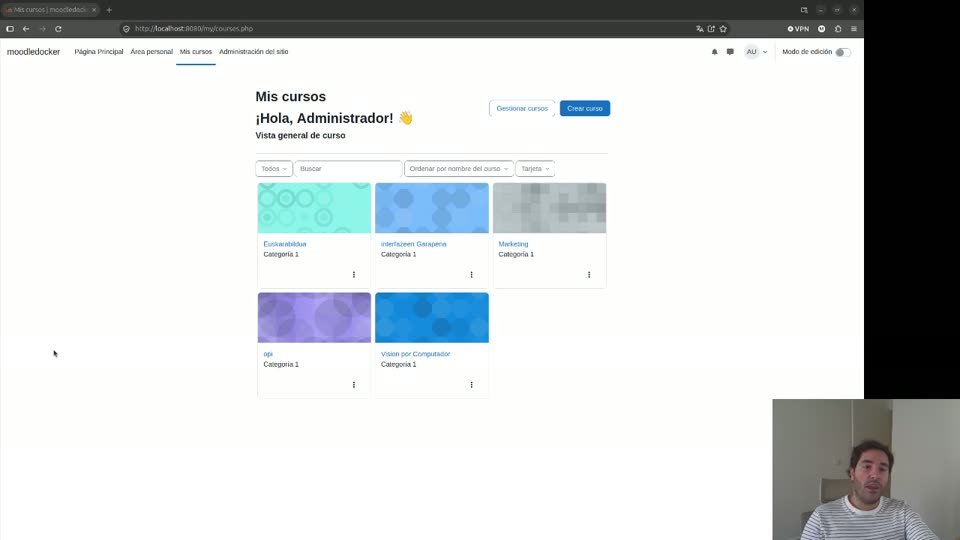 Mis cursos | moodledock
http://localhost:8080/my/courses.php
VPN
moodledocker Página Principal Área personal Mis cursos Administración del sitio AU Modo de edición
Mis cursos
¡Hola, Administrador! 👋
Gestionar cursos Crear curso
Vista general de curso
Todos Buscar Ordenar por nombre del curso Tarjeta
Euskarabildua interfazeen Garapena Marketing
Categoría 1 Categoría 1 Categoría 1
opi Vision por Computador
Categoría 1 Categoría 1